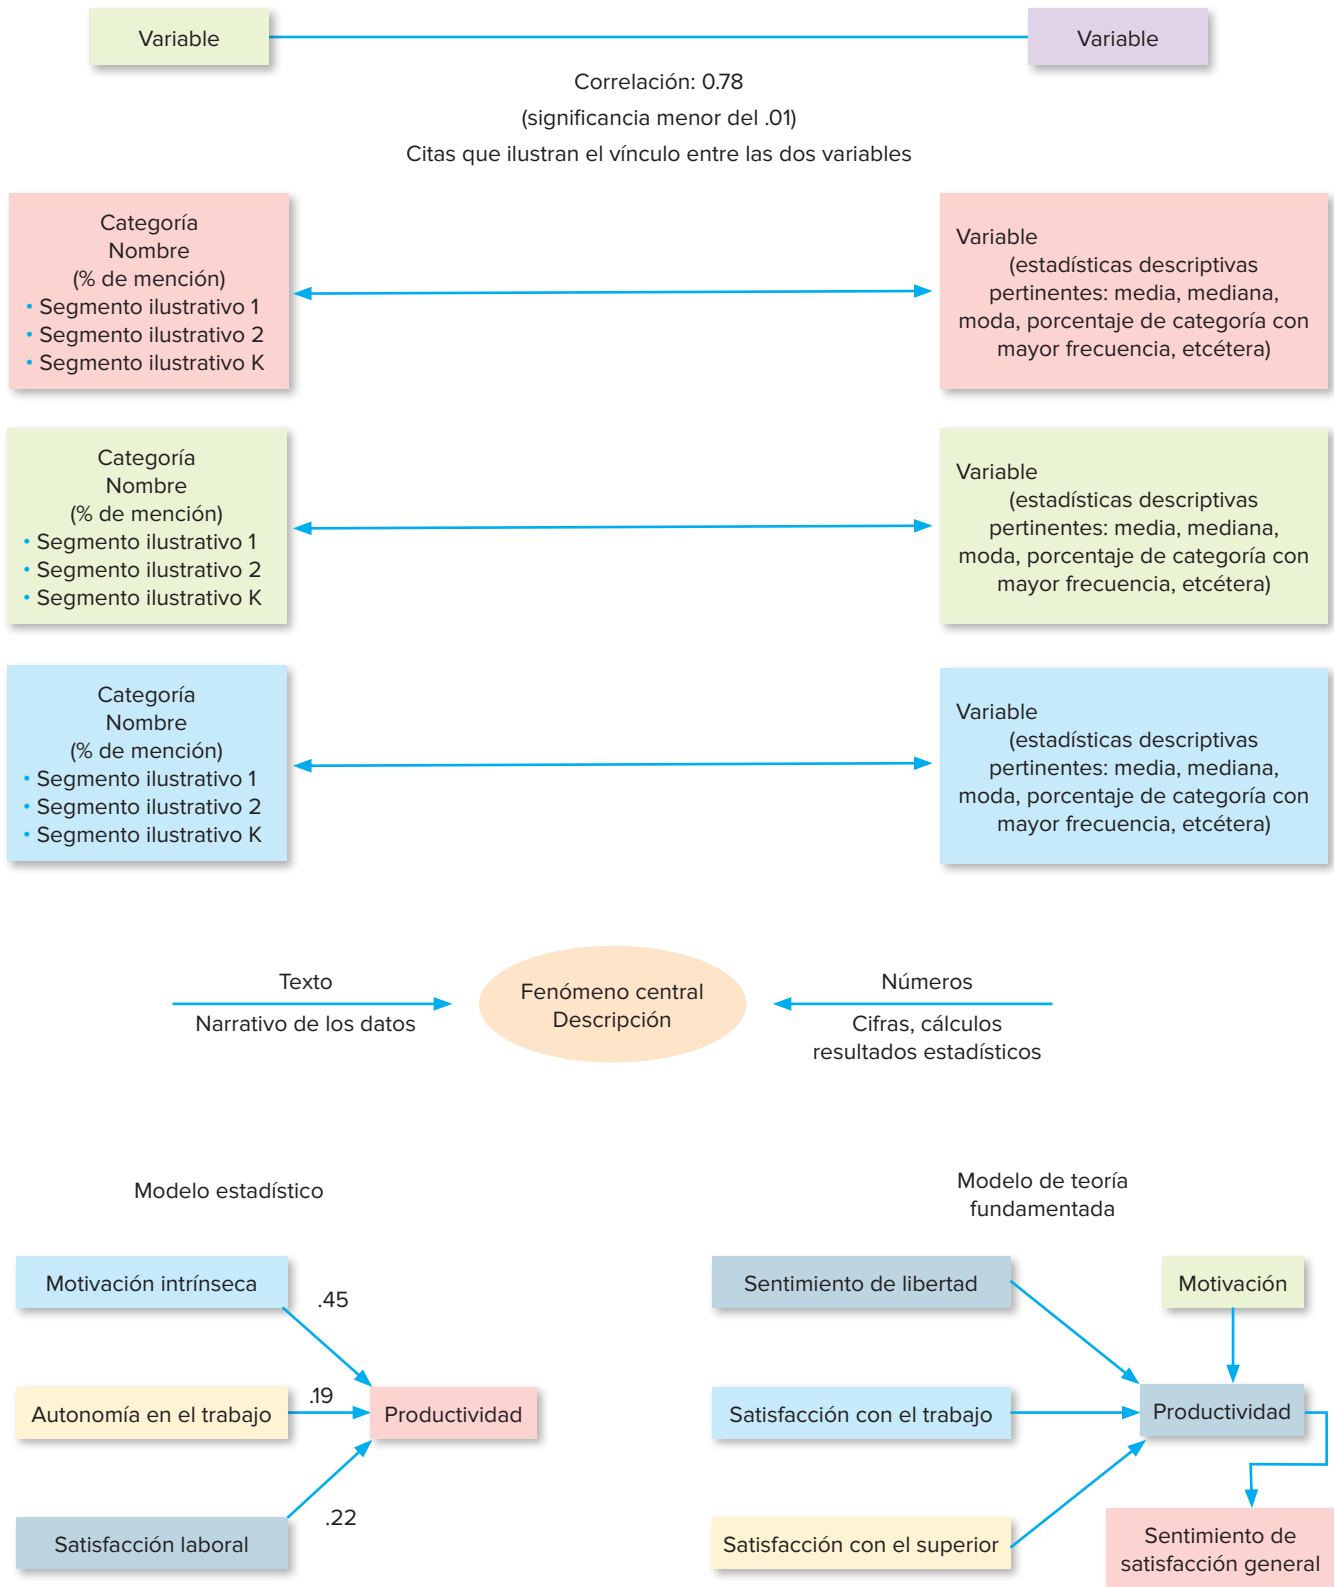 Variable
Variable
Correlación: 0.78
(significancia menor del .01)
Citas que ilustran el vínculo entre las dos variables
Categoría
Nombre
(% de mención)
• Segmento ilustrativo 1
• Segmento ilustrativo 2
• Segmento ilustrativo K
Variable
(estadísticas descriptivas
pertinentes: media, mediana,
moda, porcentaje de categoría con
mayor frecuencia, etcétera)
Categoría
Nombre
(% de mención)
• Segmento ilustrativo 1
• Segmento ilustrativo 2
• Segmento ilustrativo K
Variable
(estadísticas descriptivas
pertinentes: media, mediana,
moda, porcentaje de categoría con
mayor frecuencia, etcétera)
Categoría
Nombre
(% de mención)
• Segmento ilustrativo 1
• Segmento ilustrativo 2
• Segmento ilustrativo K
Variable
(estadísticas descriptivas
pertinentes: media, mediana,
moda, porcentaje de categoría con
mayor frecuencia, etcétera)
Texto
Narrativo de los datos
Fenómeno central
Descripción
Números
Cifras, cálculos
resultados estadísticos
Modelo estadístico
Motivación intrínseca
.45
Autonomía en el trabajo
.19
Productividad
Satisfacción laboral
.22
Modelo de teoría
fundamentada
Sentimiento de libertad
Motivación
Satisfacción con el trabajo
Productividad
Satisfacción con el superior
Sentimiento de
satisfacción general